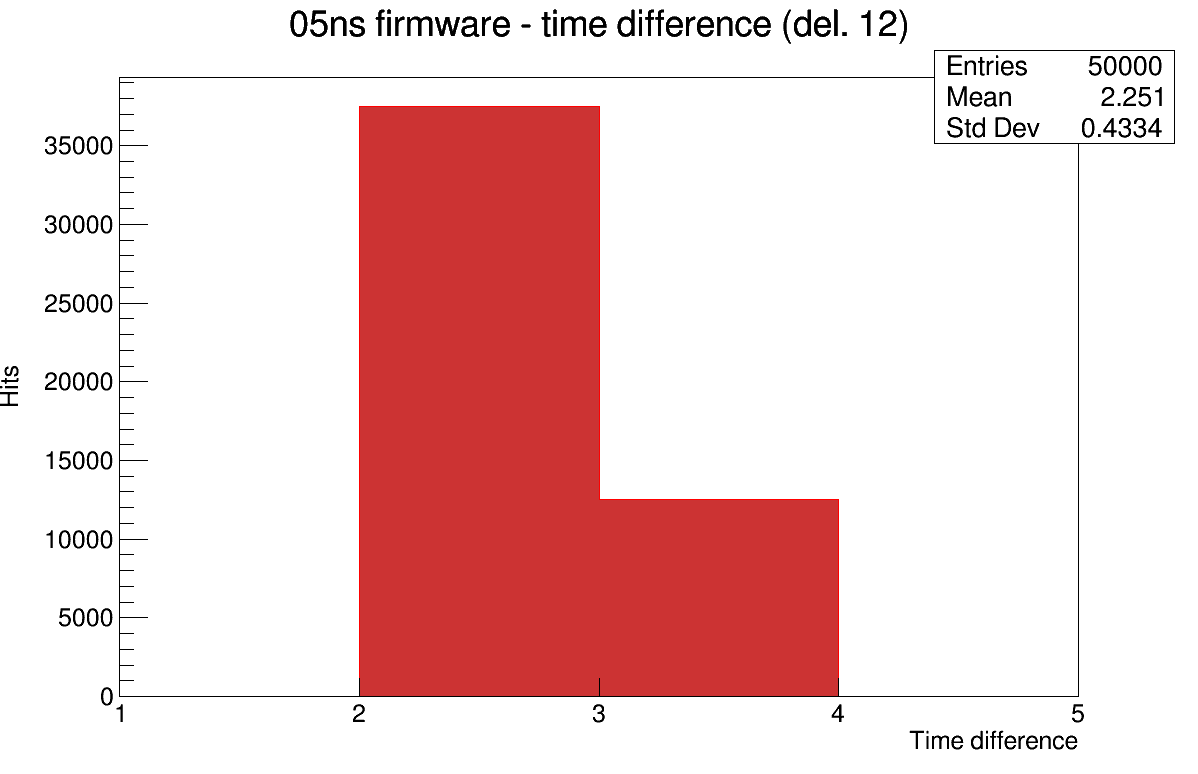 05ns firmware - time difference (del. 12)
Entries 50000
Mean 2.251
Std Dev 0.4334
35000
30000
25000
20000
15000
10000
5000
0
Hits
1 2 3 4 5
Time difference